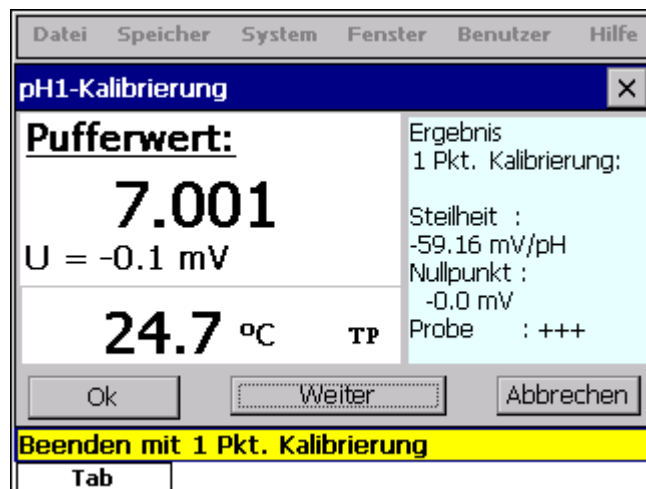 Datei Speicher System Fenster Benutzer Hilfe
pH1-Kalibrierung
Pufferwert:
7.001
U = -0.1 mV
24.7 ºC TP
Ergebnis
1 Pkt. Kalibrierung:
Steilheit :
-59.16 mV/pH
Nullpunkt :
-0.0 mV
Probe : +++
Ok Weiter Abbrechen
Beenden mit 1 Pkt. Kalibrierung
Tab